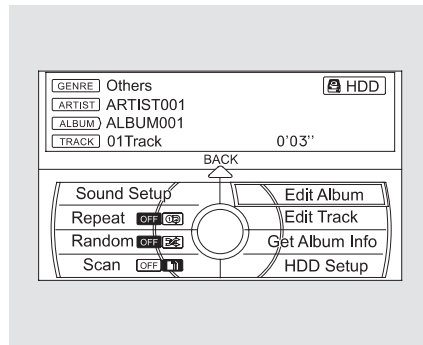 GENRE Others HDD
ARTIST ARTIST001
ALBUM ALBUM001
TRACK 01Track 0'03''
BACK
Sound Setup Edit Album
Repeat OFF Edit Track
Random OFF Get Album Info
Scan OFF HDD Setup